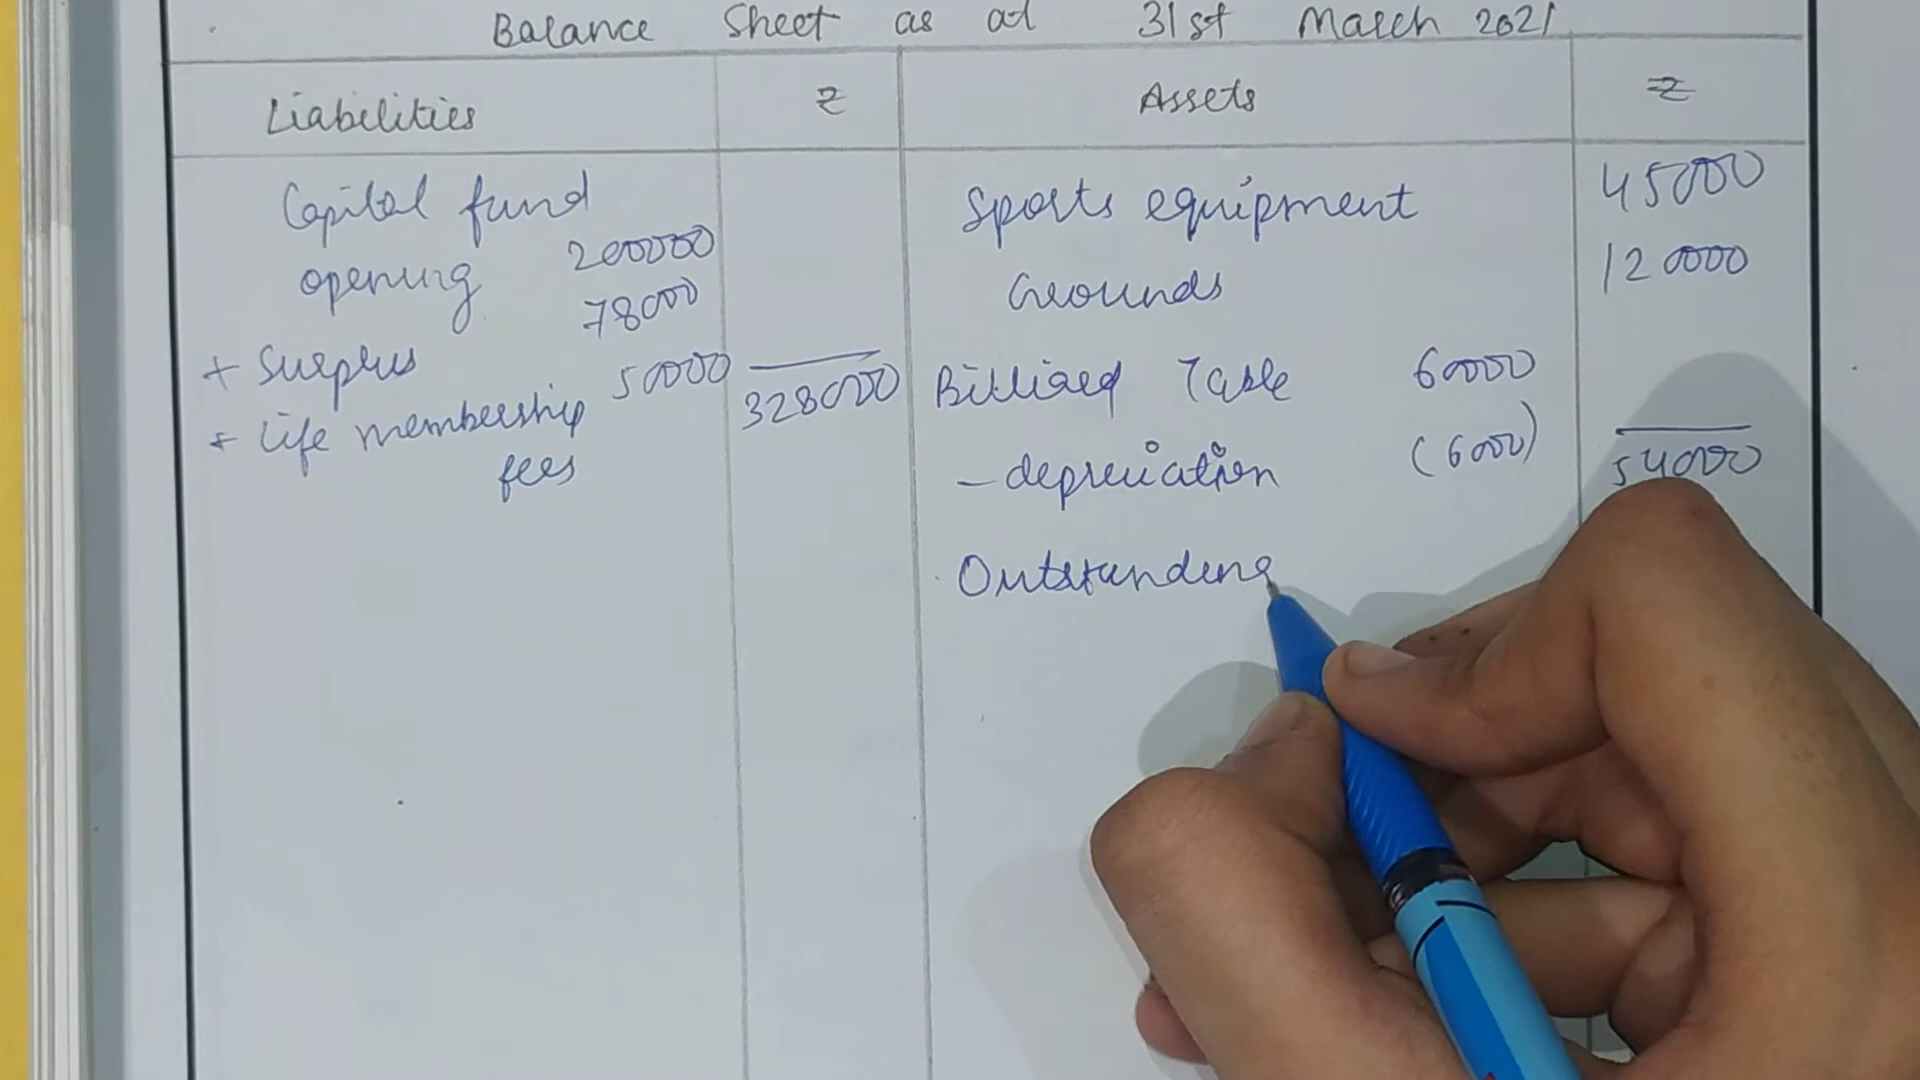 Balance Sheet as at 31st March 2021
Liabilities ₹ Assets ₹
Capital fund
opening 200000
+ Surplus 78000
+ Life membership 50000 328000
fees
Sports equipment 45000
Grounds 120000
Billiard Table 60000
- depreciation (6000) 54000
Outstanding